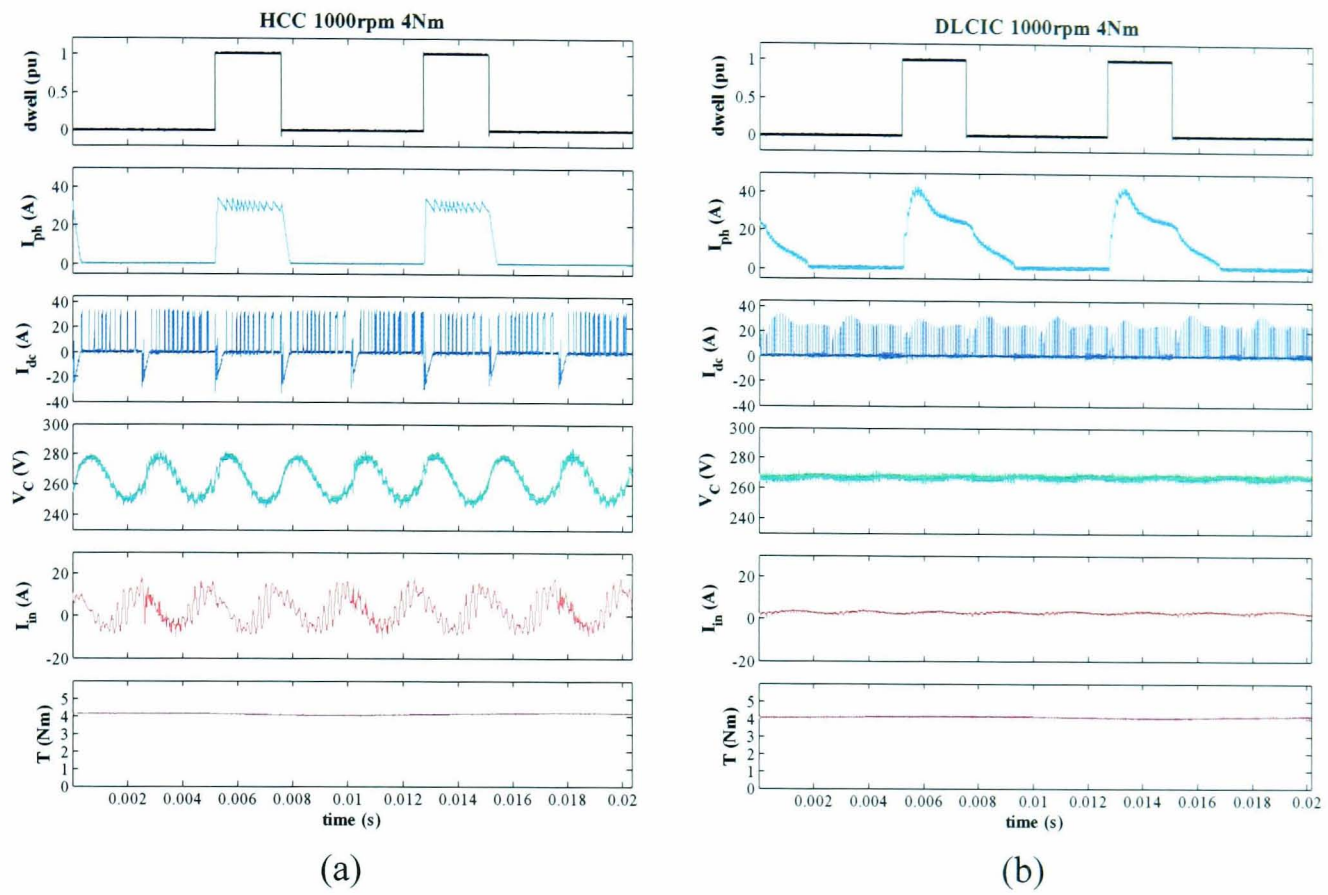 HCC 1000rpm 4Nm
dwell (pu)
1
0.5
0
I_ph (A)
40
20
0
I_dc (A)
40
20
0
-20
-40
V_C (V)
300
280
260
240
I_in (A)
20
0
-20
T (Nm)
5
4
3
2
1
0
0.002 0.004 0.006 0.008 0.01 0.012 0.014 0.016 0.018 0.02
time (s)
(a)
DLCIC 1000rpm 4Nm
dwell (pu)
1
0.5
0
I_ph (A)
40
20
0
I_dc (A)
40
20
0
-20
-40
V_C (V)
300
280
260
240
I_in (A)
20
0
-20
T (Nm)
5
4
3
2
1
0
0.002 0.004 0.006 0.008 0.01 0.012 0.014 0.016 0.018 0.02
time (s)
(b)